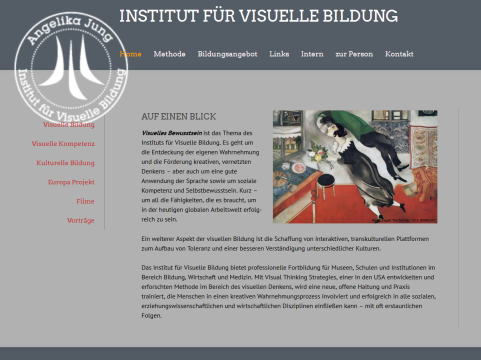 INSTITUT FÜR VISUELLE BILDUNG
Angelika Jung
Institut für Visuelle Bildung
Home Methode Bildungsangebot Links Intern zur Person Kontakt
Visuelle Bildung
Visuelle Kompetenz
Kulturelle Bildung
Europa Projekt
Filme
Vorträge
AUF EINEN BLICK
Visuelles Bewusstsein ist das Thema des
Instituts für Visuelle Bildung. Es geht um
die Entdeckung der eigenen Wahrnehmung
und die Förderung kreativen, vernetzten
Denkens – aber auch um eine gute
Anwendung der Sprache sowie um soziale
Kompetenz und Selbstbewusstsein. Kurz –
um all die Fähigkeiten, die es braucht, um
in der heutigen globalen Arbeitswelt erfolg-
reich zu sein.
Ein weiterer Aspekt der visuellen Bildung ist die Schaffung von interaktiven, transkulturellen Plattformen
zum Aufbau von Toleranz und einer besseren Verständigung unterschiedlicher Kulturen.
Das Institut für Visuelle Bildung bietet professionelle Fortbildung für Museen, Schulen und Institutionen im
Bereich Bildung, Wirtschaft und Medizin. Mit Visual Thinking Strategies, einer in den USA entwickelten und
erforschten Methode im Bereich des visuellen Denkens, wird eine neue, offene Haltung und Praxis
trainiert, die Menschen in einen kreativen Wahrnehmungsprozess involviert und erfolgreich in alle sozialen,
erziehungswissenschaftlichen und wirtschaftlichen Disziplinen einfließen kann – mit oft erstaunlichen
Folgen.